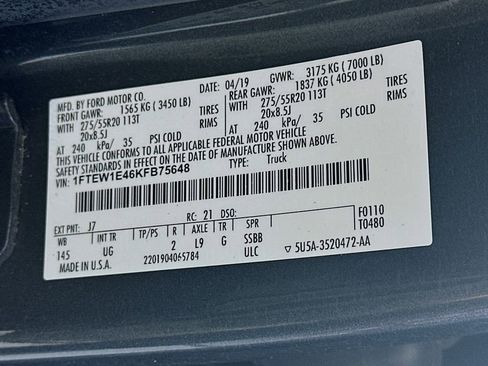 MFD. BY FORD MOTOR CO. DATE: 04/19 GVWR: 3175 KG ( 7000 LB)
FRONT GAWR: 1565 KG ( 3450 LB) REAR GAWR: 1837 KG ( 4050 LB)
WITH 275/55R20 113T TIRES WITH 275/55R20 113T TIRES
20x8.5J RIMS 20x8.5J RIMS
AT 240 kPa/ 35 PSI COLD AT 240 kPa/ 35 PSI COLD
THIS VEHICLE CONFORMS TO ALL APPLICABLE FEDERAL MOTOR VEHICLE
SAFETY STANDARDS IN EFFECT ON THE DATE OF MANUFACTURE SHOWN ABOVE.
VIN: 1FTEW1E46KFB75648 TYPE: Truck
EXT PNT: J7 RC: 21 DSO: F0110
WB INT TR TP/PS R AXLE TR SPR T0480
145 UG 2 L9 G SSBB
MADE IN U.S.A. 2201904065784 ULC ▽ 5U5A-3520472-AA